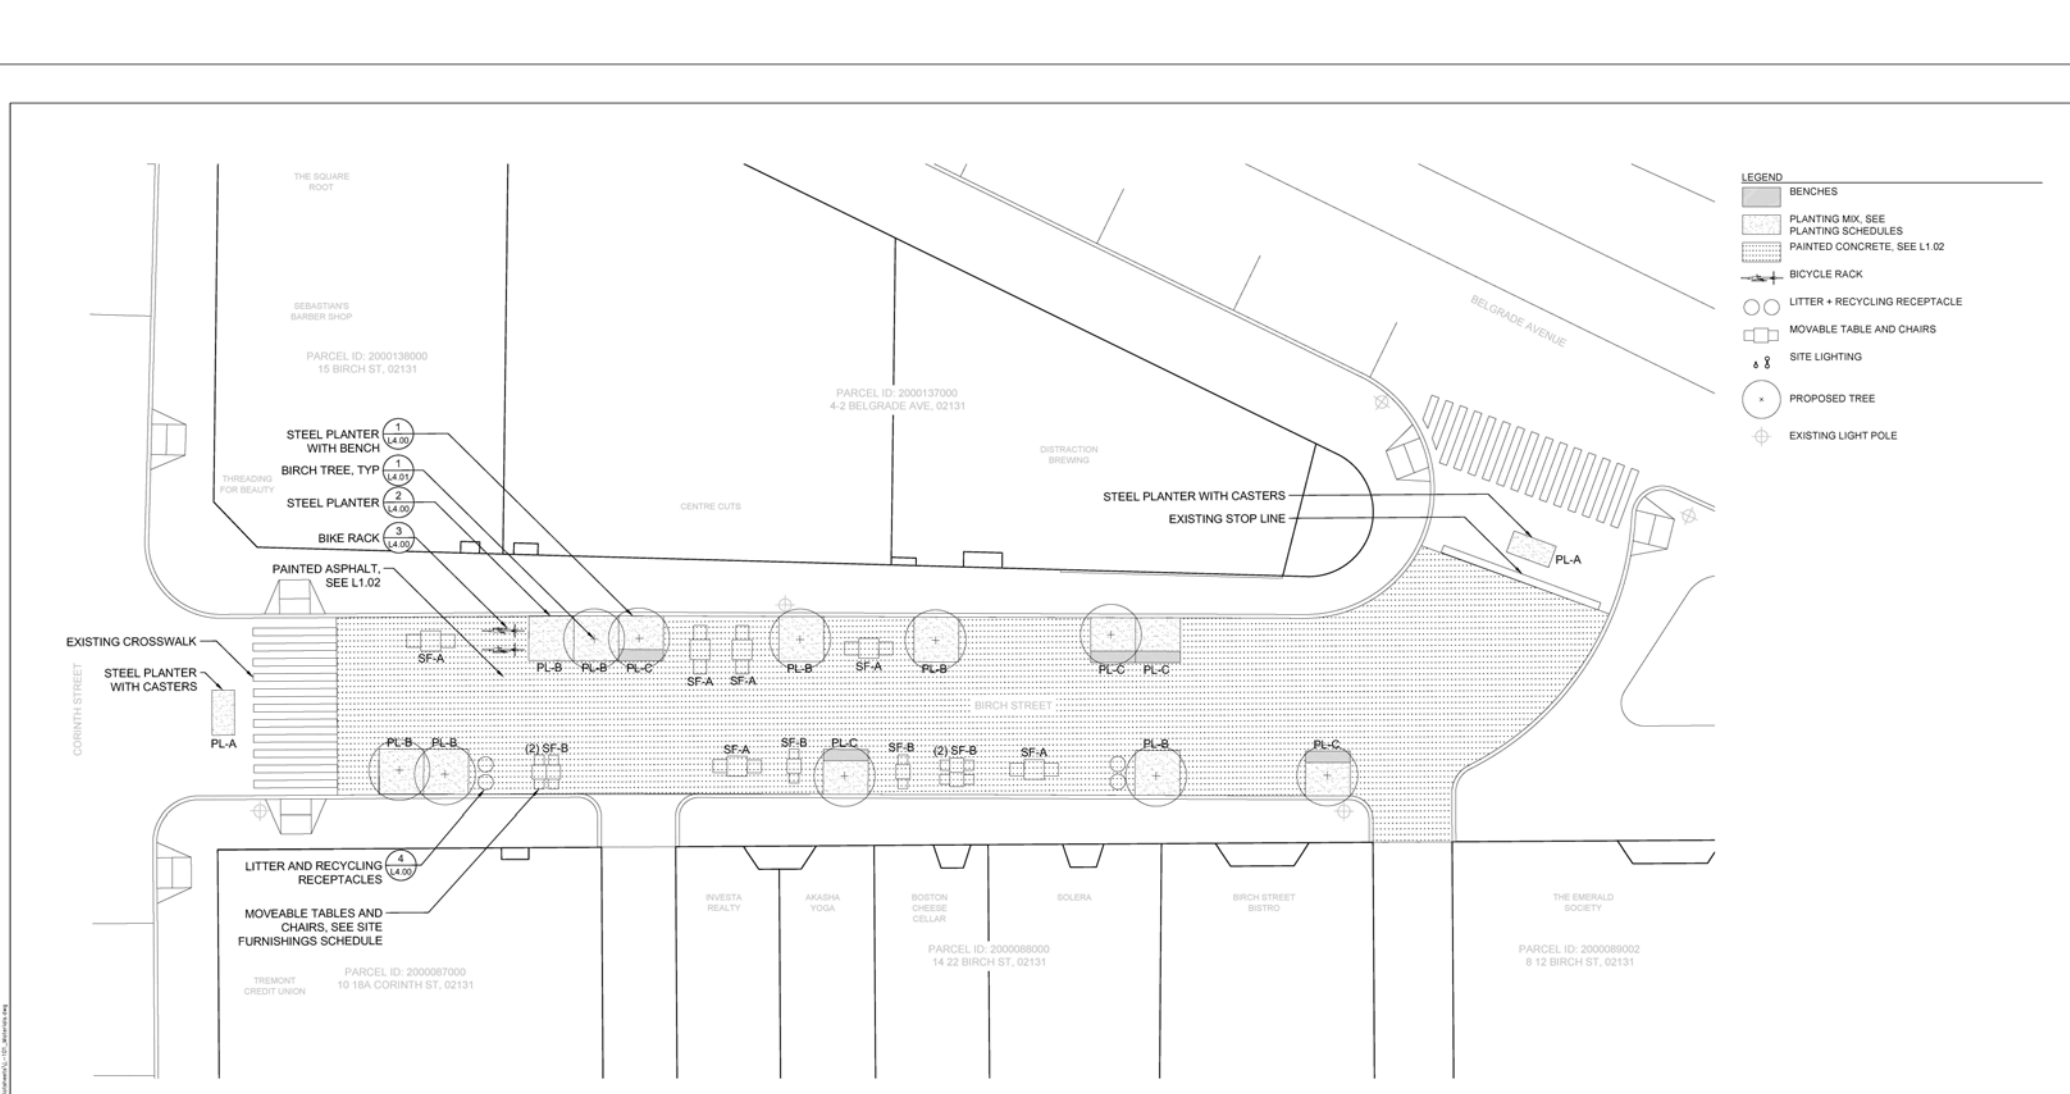 THE SQUARE
ROOT
SEBASTIAN'S
BARBER SHOP
PARCEL ID: 2000138000
15 BIRCH ST, 02131
THREADING
FOR BEAUTY
STEEL PLANTER
WITH BENCH
1
L4.00
BIRCH TREE, TYP
1
L4.01
STEEL PLANTER
2
L4.00
BIKE RACK
3
L4.00
PAINTED ASPHALT,
SEE L1.02
EXISTING CROSSWALK
STEEL PLANTER
WITH CASTERS
CORINTH STREET
PL-A
PARCEL ID: 2000137000
4-2 BELGRADE AVE, 02131
CENTRE CUTS
DISTRACTION
BREWING
BELGRADE AVENUE
STEEL PLANTER WITH CASTERS
EXISTING STOP LINE
PL-A
SF-A
PL-B
PL-B
PL-C
SF-A
SF-A
PL-B
SF-A
PL-B
PL-C
PL-C
BIRCH STREET
PL-B
PL-B
(2) SF-B
SF-A
SF-B
PL-C
SF-B
(2) SF-B
SF-A
PL-B
PL-C
LITTER AND RECYCLING
RECEPTACLES
4
L4.00
MOVEABLE TABLES AND
CHAIRS, SEE SITE
FURNISHINGS SCHEDULE
TREMONT
CREDIT UNION
PARCEL ID: 2000087000
10 18A CORINTH ST, 02131
INVESTA
REALTY
AKASHA
YOGA
BOSTON
CHEESE
CELLAR
SOLERA
PARCEL ID: 2000088000
14 22 BIRCH ST, 02131
BIRCH STREET
BISTRO
THE EMERALD
SOCIETY
PARCEL ID: 2000089002
8 12 BIRCH ST, 02131
LEGEND
BENCHES
PLANTING MIX, SEE
PLANTING SCHEDULES
PAINTED CONCRETE, SEE L1.02
BICYCLE RACK
LITTER + RECYCLING RECEPTACLE
MOVABLE TABLE AND CHAIRS
SITE LIGHTING
PROPOSED TREE
EXISTING LIGHT POLE